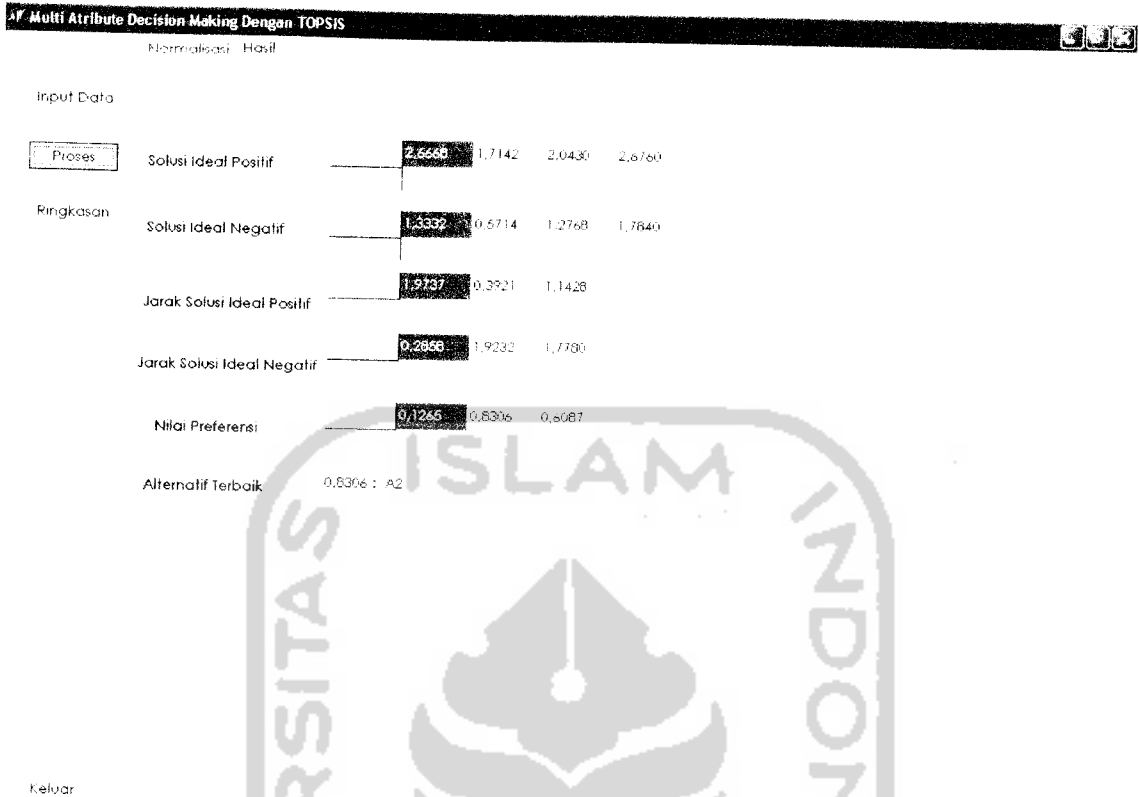 Multi Atribute Decision Making Dengan TOPSIS
Normalisasi Hasil
Input Data
Proses
Solusi Ideal Positif 2,6668 1,7142 2,0430 2,6760
Ringkasan
Solusi Ideal Negatif 1,3332 0,5714 1,2768 1,7840
Jarak Solusi Ideal Positif 1,9737 0,3921 1,1428
Jarak Solusi Ideal Negatif 0,2858 1,9232 1,7780
Nilai Preferensi 0,1265 0,8306 0,6087
Alternatif Terbaik 0,8306 : A2
ISLAM
INDON
RSITAS
Keluar